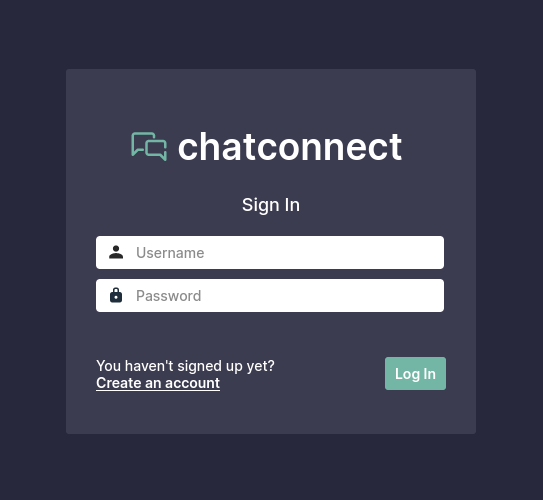 chatconnect
Sign In
Username
Password
You haven't signed up yet?
Create an account
Log In